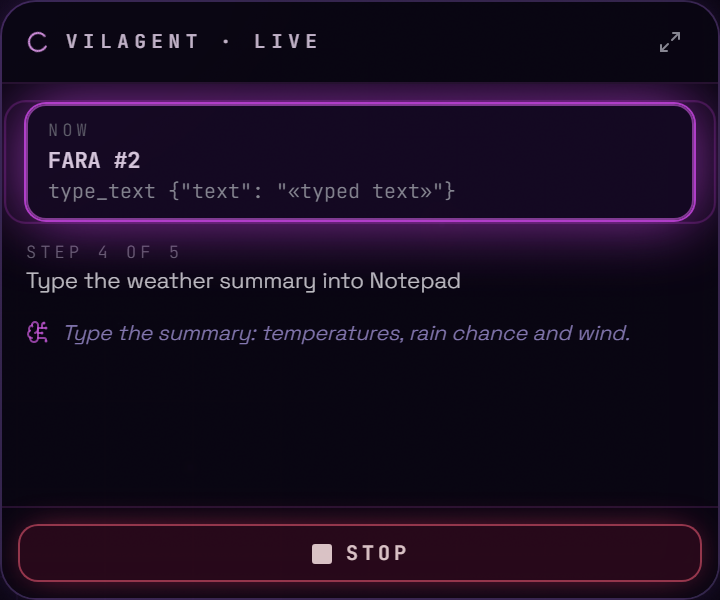 VILAGENT · LIVE
NOW
FARA #2
type_text {"text": "«typed text»"}
STEP 4 OF 5
Type the weather summary into Notepad
Type the summary: temperatures, rain chance and wind.
STOP